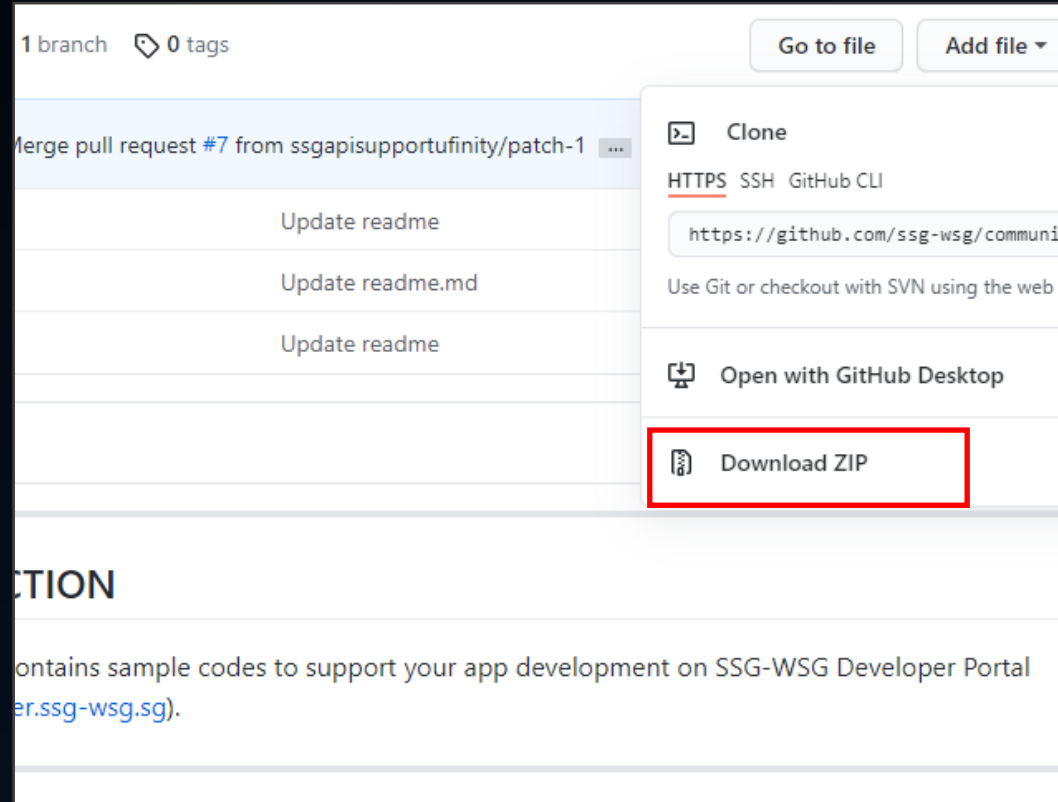 1 branch 0 tags
Go to file Add file
Merge pull request #7 from ssgapisupportufinity/patch-1 ...
Update readme
Update readme.md
Update readme
Clone
HTTPS SSH GitHub CLI
https://github.com/ssg-wsg/communi
Use Git or checkout with SVN using the web
Open with GitHub Desktop
Download ZIP
CTION
ontains sample codes to support your app development on SSG-WSG Developer Portal
er.ssg-wsg.sg).